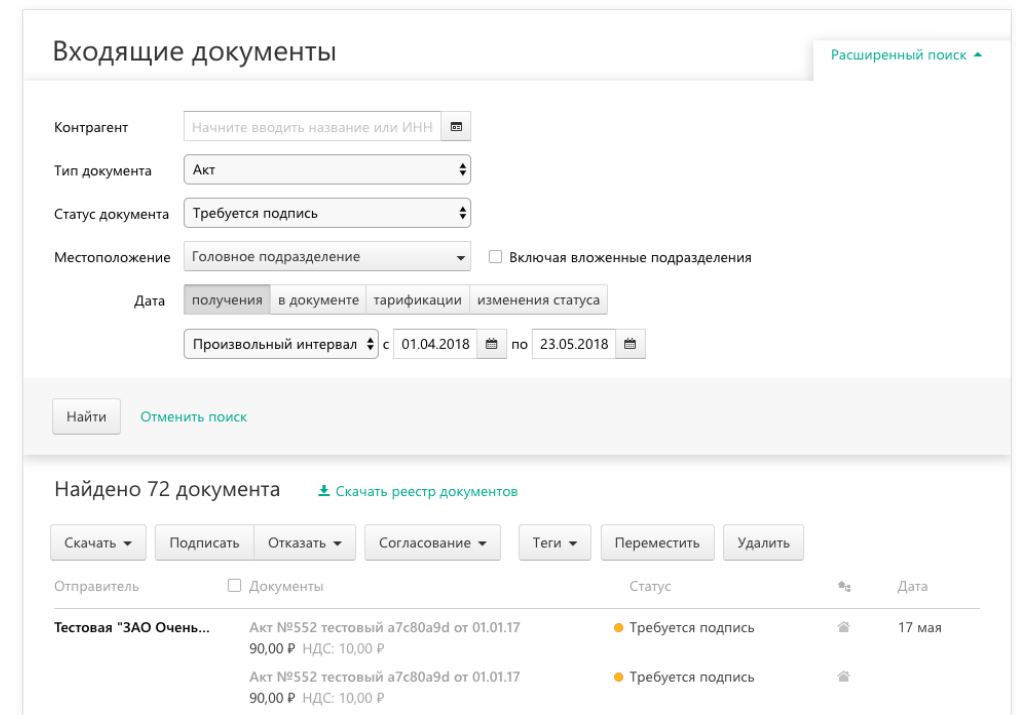 Входящие документы
Расширенный поиск
Контрагент Начните вводить название или ИНН
Тип документа Акт
Статус документа Требуется подпись
Местоположение Головное подразделение Включая вложенные подразделения
Дата получения в документе тарификации изменения статуса
Произвольный интервал с 01.04.2018 по 23.05.2018
Найти Отменить поиск
Найдено 72 документа Скачать реестр документов
Скачать Подписать Отказать Согласование Теги Переместить Удалить
Отправитель Документы Статус Дата
Тестовая "ЗАО Очень... Акт №552 тестовый a7c80a9d от 01.01.17 Требуется подпись 17 мая
90,00 ₽ НДС: 10,00 ₽
Акт №552 тестовый a7c80a9d от 01.01.17 Требуется подпись
90,00 ₽ НДС: 10,00 ₽